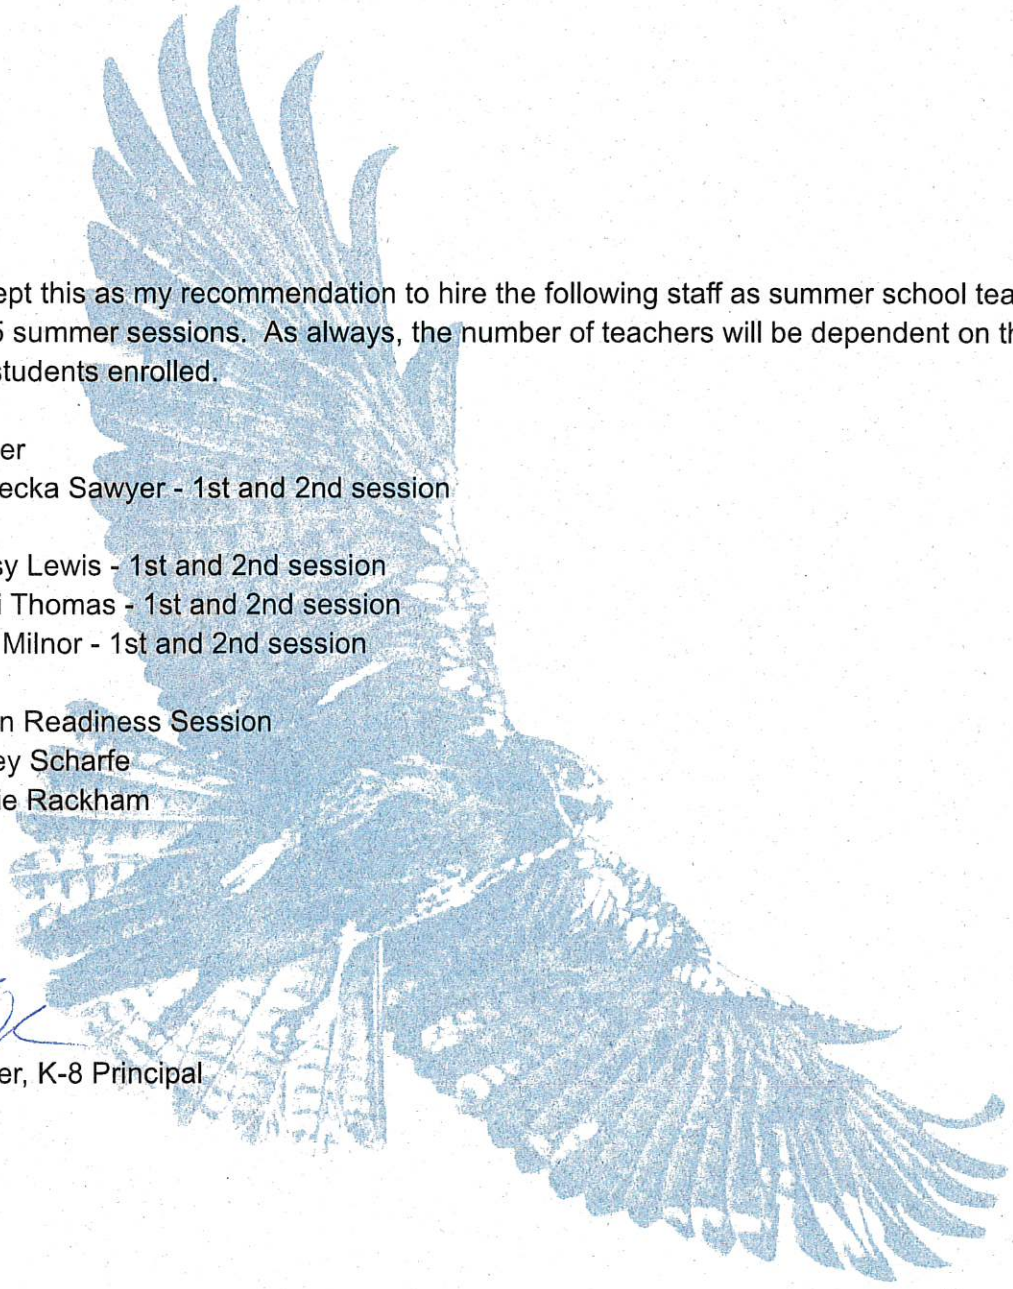 ept this as my recommendation to hire the following staff as summer school tea
5 summer sessions. As always, the number of teachers will be dependent on th
students enrolled.
er
ecka Sawyer - 1st and 2nd session
sy Lewis - 1st and 2nd session
i Thomas - 1st and 2nd session
Milnor - 1st and 2nd session
n Readiness Session
ey Scharfe
ie Rackham
er, K-8 Principal